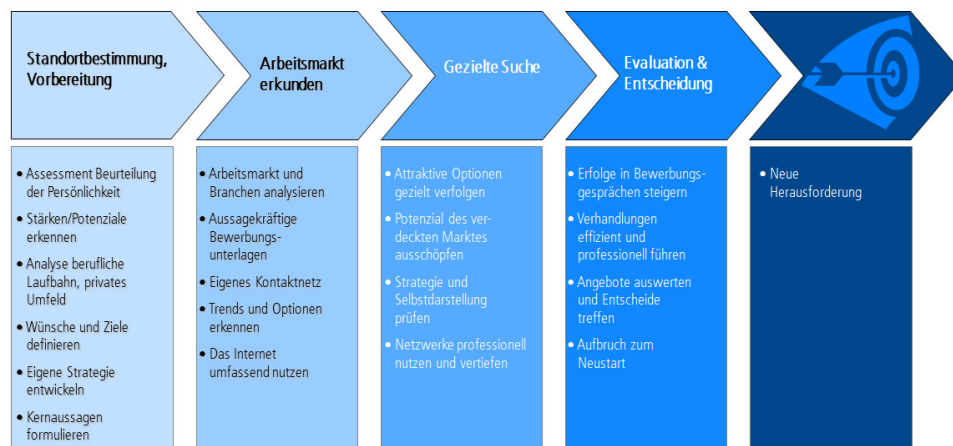 Standortbestimmung,
Vorbereitung
• Assessment Beurteilung
der Persönlichkeit
• Stärken/Potenziale
erkennen
• Analyse berufliche
Laufbahn, privates
Umfeld
• Wünsche und Ziele
definieren
• Eigene Strategie
entwickeln
• Kernaussagen
formulieren
Arbeitsmarkt
erkunden
• Arbeitsmarkt und
Branchen analysieren
• Aussagekräftige
Bewerbungs-
unterlagen
• Eigenes Kontaktnetz
• Trends und Optionen
erkennen
• Das Internet
umfassend nutzen
Gezielte Suche
• Attraktive Optionen
gezielt verfolgen
• Potenzial des ver-
deckten Marktes
ausschöpfen
• Strategie und
Selbstdarstellung
prüfen
• Netzwerke professionell
nutzen und vertiefen
Evaluation &
Entscheidung
• Erfolge in Bewerbungs-
gesprächen steigern
• Verhandlungen
effizient und
professionell führen
• Angebote auswerten
und Entscheide
treffen
• Aufbruch zum
Neustart
• Neue
Herausforderung